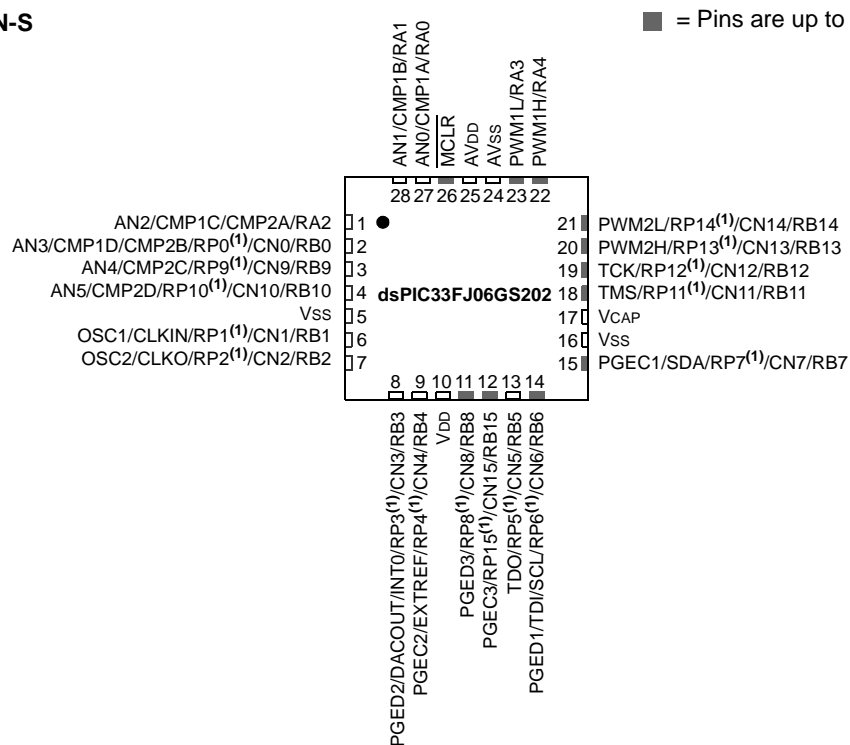 N-S
= Pins are up to
AN1/CMP1B/RA1
AN0/CMP1A/RA0
MCLR
AVDD
AVSS
PWM1L/RA3
PWM1H/RA4
28 27 26 25 24 23 22
AN2/CMP1C/CMP2A/RA2 1
AN3/CMP1D/CMP2B/RP0(1)/CN0/RB0 2
AN4/CMP2C/RP9(1)/CN9/RB9 3
AN5/CMP2D/RP10(1)/CN10/RB10 4
VSS 5
OSC1/CLKIN/RP1(1)/CN1/RB1 6
OSC2/CLKO/RP2(1)/CN2/RB2 7
dsPIC33FJ06GS202
21 PWM2L/RP14(1)/CN14/RB14
20 PWM2H/RP13(1)/CN13/RB13
19 TCK/RP12(1)/CN12/RB12
18 TMS/RP11(1)/CN11/RB11
17 VCAP
16 VSS
15 PGEC1/SDA/RP7(1)/CN7/RB7
8 9 10 11 12 13 14
PGED2/DACOUT/INT0/RP3(1)/CN3/RB3
PGEC2/EXTREF/RP4(1)/CN4/RB4
VDD
PGED3/RP8(1)/CN8/RB8
PGEC3/RP15(1)/CN15/RB15
TDO/RP5(1)/CN5/RB5
PGED1/TDI/SCL/RP6(1)/CN6/RB6